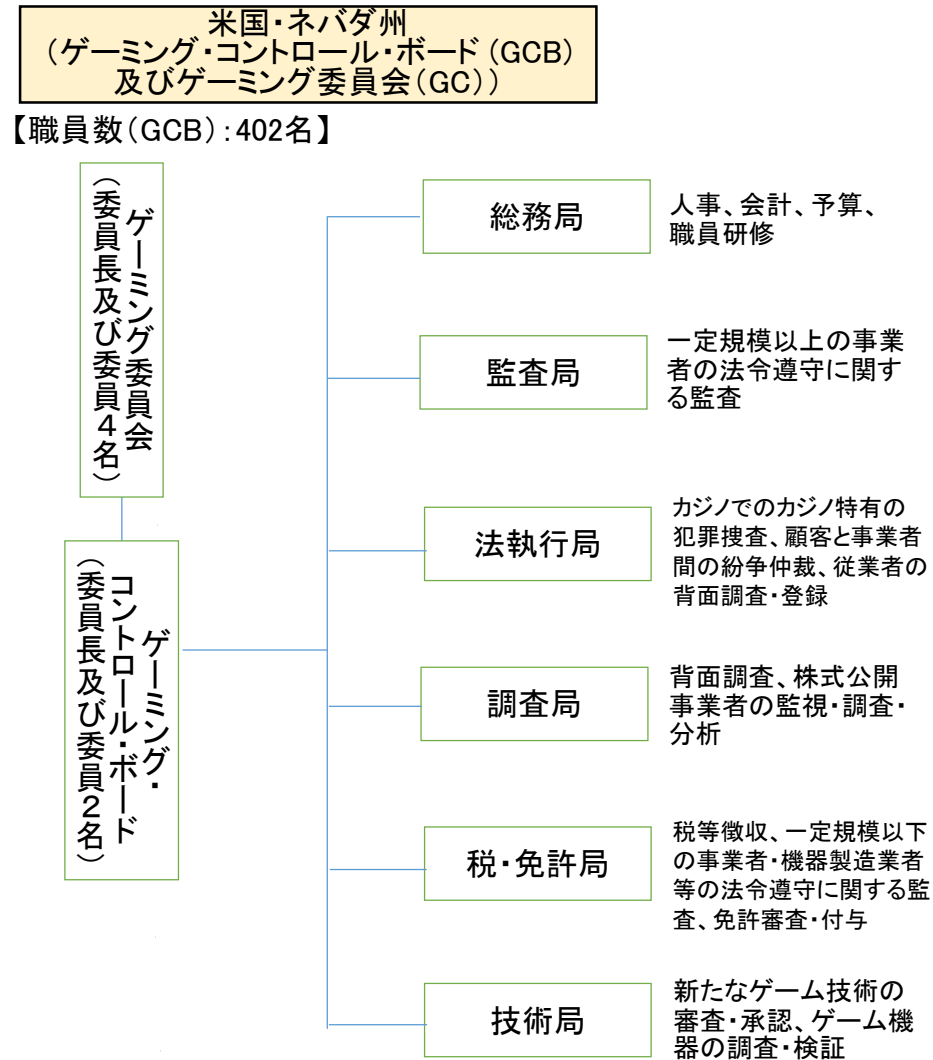 米国・ネバダ州
（ゲーミング・コントロール・ボード（GCB）
及びゲーミング委員会（GC））
【職員数（GCB）：402名】
ゲーミング委員会
（委員長及び委員４名）
ゲーミング・
コントロール・ボード
（委員長及び委員２名）
総務局
人事、会計、予算、
職員研修
監査局
一定規模以上の事業
者の法令遵守に関す
る監査
法執行局
カジノでのカジノ特有の
犯罪捜査、顧客と事業者
間の紛争仲裁、従業者の
背面調査・登録
調査局
背面調査、株式公開
事業者の監視・調査・
分析
税・免許局
税等徴収、一定規模以下
の事業者・機器製造業者
等の法令遵守に関する監
査、免許審査・付与
技術局
新たなゲーム技術の
審査・承認、ゲーム機
器の調査・検証